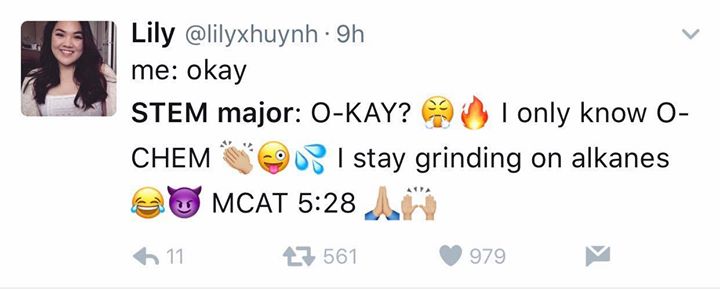 Lily @lilyxhuynh · 9h
me: okay
STEM major: O-KAY? 😤🔥 I only know O-
CHEM 👏🏼😜💦 I stay grinding on alkanes
😂😈 MCAT 5:28 🙏🏼🙌🏼
11 561 979